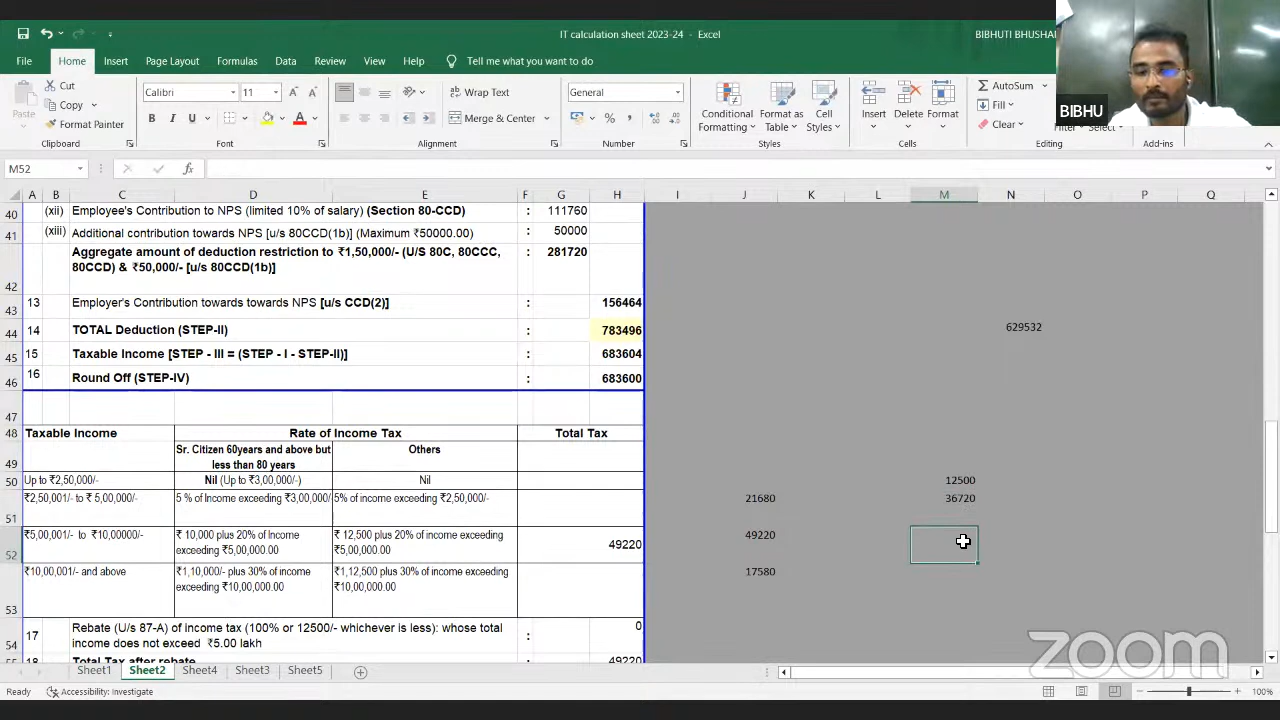 IT calculation sheet 2023-24 - Excel
BIBHUTI BHUSHA
File Home Insert Page Layout Formulas Data Review View Help Tell me what you want to do
Paste
Cut
Copy
Format Painter
Clipboard
Calibri 11
B I U
Font
Wrap Text
Merge & Center
Alignment
General
Number
Conditional Formatting
Format as Table
Cell Styles
Styles
Insert Delete Format
Cells
AutoSum
Fill
Clear
Filter Select
Editing
Add-ins
BIBHU
M52
A B C D E F G H I J K L M N O P Q
40 (xii) Employee's Contribution to NPS (limited 10% of salary) (Section 80-CCD) : 111760
41 (xiii) Additional contribution towards NPS [u/s 80CCD(1b)] (Maximum ₹50000.00) : 50000
Aggregate amount of deduction restriction to ₹1,50,000/- (U/S 80C, 80CCC, : 281720
80CCD) & ₹50,000/- [u/s 80CCD(1b)]
42
43 13 Employer's Contribution towards towards NPS [u/s CCD(2)] : 156464
44 14 TOTAL Deduction (STEP-II) : 783496 629532
45 15 Taxable Income [STEP - III = (STEP - I - STEP-II)] : 683604
46 16 Round Off (STEP-IV) : 683600
47
48 Taxable Income Rate of Income Tax Total Tax
49 Sr. Citizen 60years and above but less than 80 years Others
50 Up to ₹2,50,000/- Nil (Up to ₹3,00,000/-) Nil 12500
51 ₹2,50,001/- to ₹ 5,00,000/- 5 % of Income exceeding ₹3,00,000/ 5% of income exceeding ₹2,50,000/- 21680 36720
52 ₹5,00,001/- to ₹10,00000/- ₹ 10,000 plus 20% of Income exceeding ₹5,00,000.00 ₹ 12,500 plus 20% of income exceeding ₹5,00,000.00 49220 49220
53 ₹10,00,001/- and above ₹1,10,000/- plus 30% of income exceeding ₹10,00,000.00 ₹1,12,500 plus 30% of income exceeding ₹10,00,000.00 17580
54 17 Rebate (U/s 87-A) of income tax (100% or 12500/- whichever is less): whose total : 0
income does not exceed ₹5.00 lakh
55 18 Total Tax after rebate 49220
Sheet1 Sheet2 Sheet4 Sheet3 Sheet5
zoom
Ready Accessibility: Investigate 100%